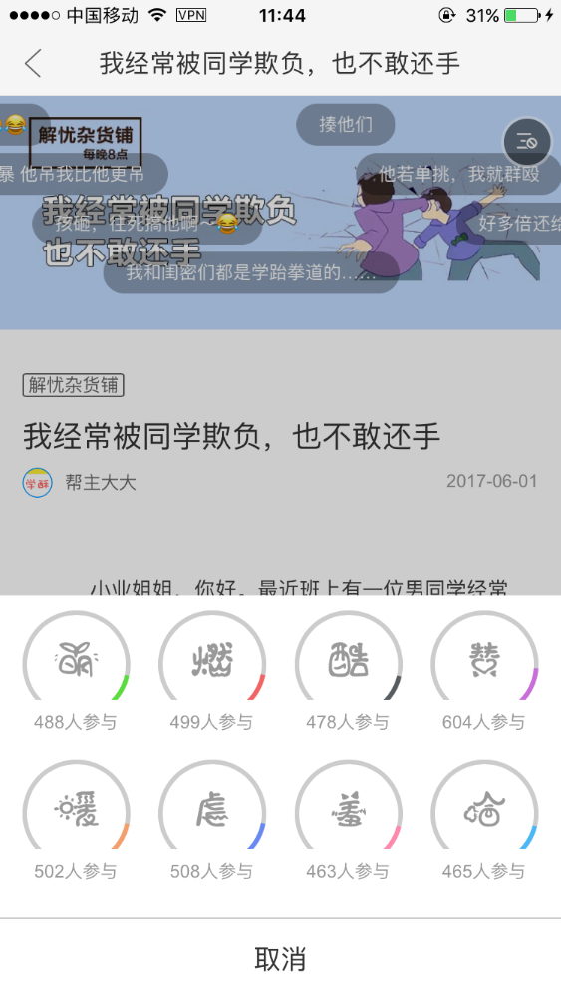 中国移动 VPN 11:44 31%
我经常被同学欺负，也不敢还手
解忧杂货铺
每晚8点
揍他们
暴 他吊我比他更吊
他若单挑，我就群殴
我经常被同学欺负
孩砸，往死搞他啊~
好多倍还给
也不敢还手
我和闺密们都是学跆拳道的……
解忧杂货铺
我经常被同学欺负，也不敢还手
学酥 帮主大大 2017-06-01
小业姐姐，你好。最近班上有一位男同学经常
萌 燃 酷 赞
488人参与 499人参与 478人参与 604人参与
暖 虑 羞 哈
502人参与 508人参与 463人参与 465人参与
取消